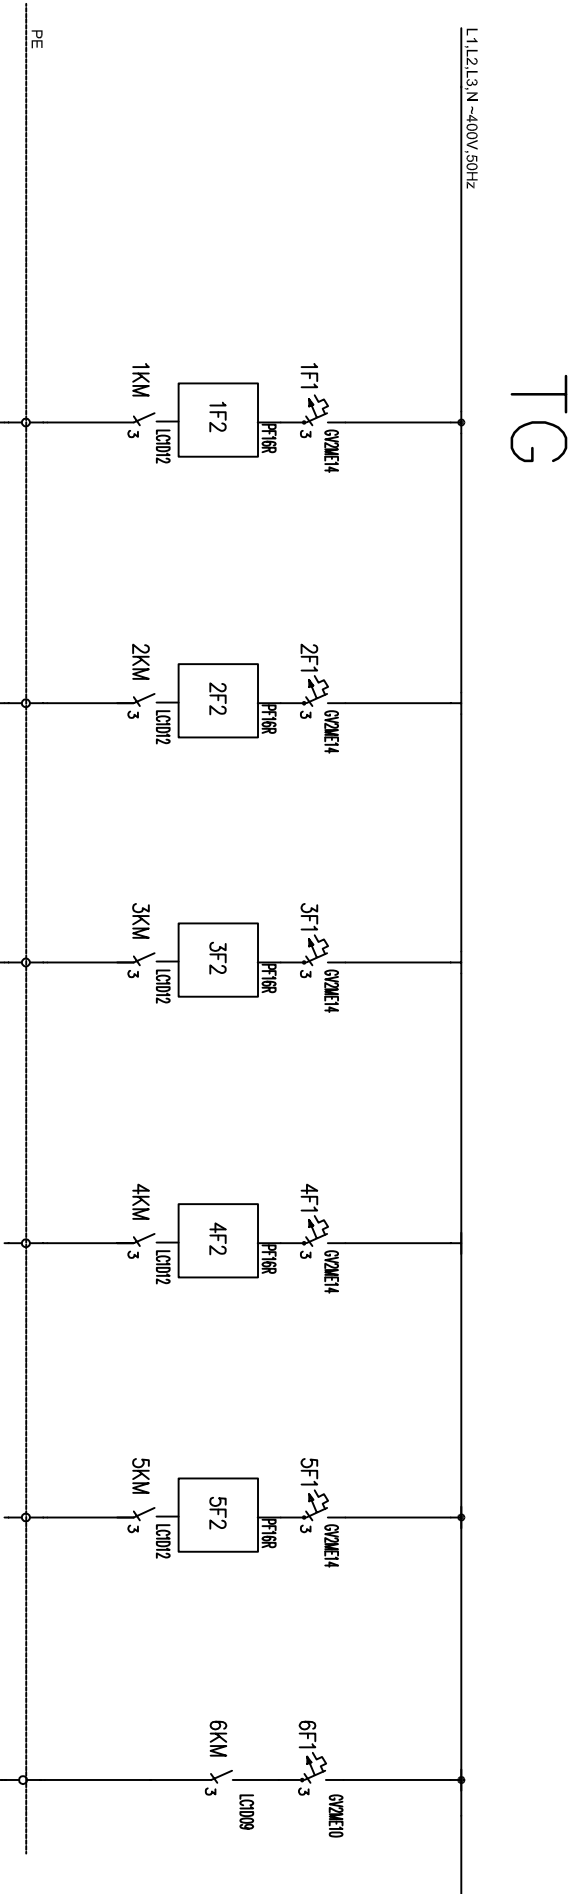 TG
L1,L2,L3,N ~400V,50Hz
1F1
3
GV2ME14
PF16R
1F2
LC1D12
1KM
3
2F1
3
GV2ME14
PF16R
2F2
LC1D12
2KM
3
3F1
3
GV2ME14
PF16R
3F2
LC1D12
3KM
3
4F1
3
GV2ME14
PF16R
4F2
LC1D12
4KM
3
5F1
3
GV2ME14
PF16R
5F2
LC1D12
5KM
3
6F1
3
GV2ME10
LC1D09
6KM
3
PE